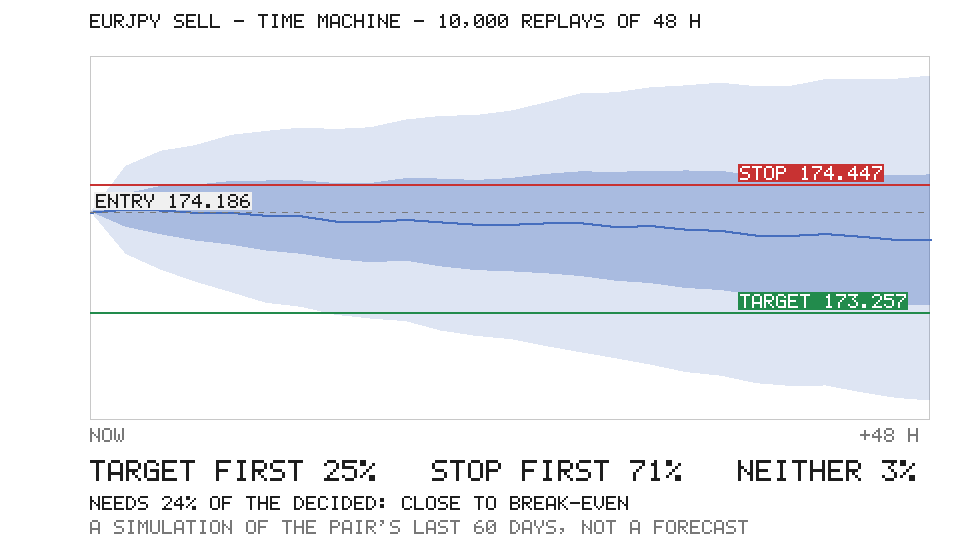 EURJPY SELL - TIME MACHINE - 10,000 REPLAYS OF 48 H
STOP 174.447
ENTRY 174.186
TARGET 173.257
NOW +48 H
TARGET FIRST 25% STOP FIRST 71% NEITHER 3%
NEEDS 24% OF THE DECIDED: CLOSE TO BREAK-EVEN
A SIMULATION OF THE PAIR'S LAST 60 DAYS, NOT A FORECAST